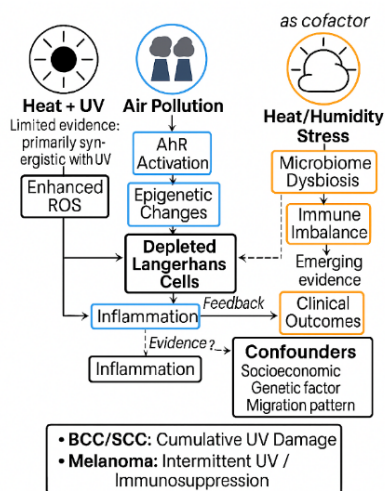 as cofactor
Heat + UV
Limited evidence:
primarily syn-
ergistic with UV
Enhanced
ROS
Air Pollution
AhR
Activation
Epigenetic
Changes
Depleted
Langerhans
Cells
Inflammation
Heat/Humidity
Stress
Microbiome
Dysbiosis
Immune
Imbalance
Emerging
evidence
Feedback
Clinical
Outcomes
Evidence?
Inflammation
Confounders
Socioeconomic
Genetic factor
Migration pattern
• BCC/SCC: Cumulative UV Damage
• Melanoma: Intermittent UV /
Immunosuppression